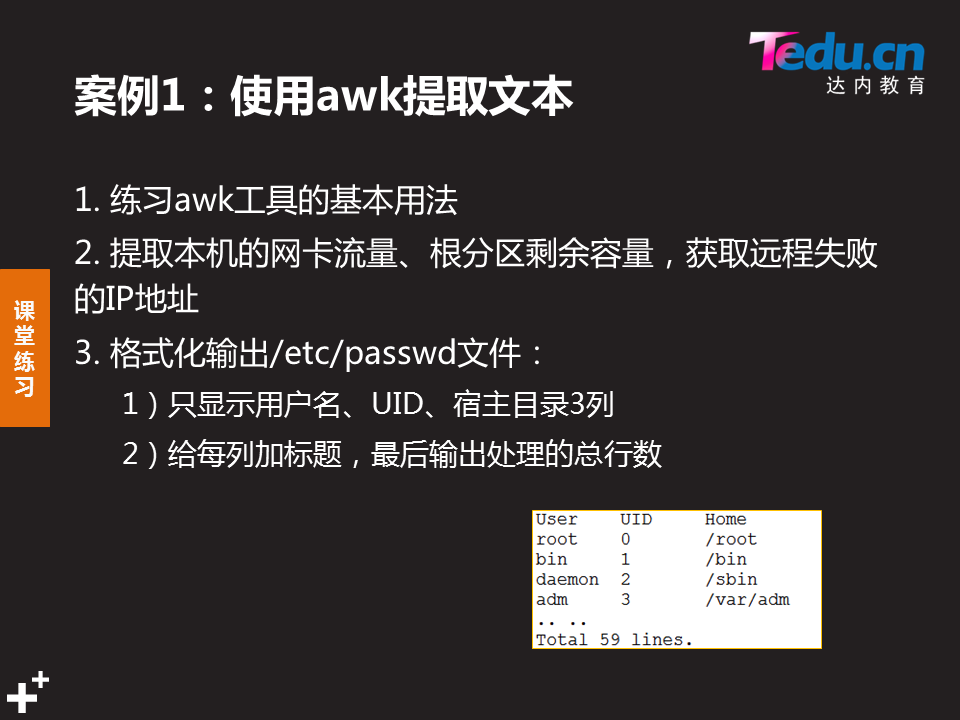 Tedu.cn
达内教育
案例1：使用awk提取文本
1. 练习awk工具的基本用法
2. 提取本机的网卡流量、根分区剩余容量，获取远程失败
的IP地址
3. 格式化输出/etc/passwd文件：
1）只显示用户名、UID、宿主目录3列
2）给每列加标题，最后输出处理的总行数
课堂练习
User UID Home
root 0 /root
bin 1 /bin
daemon 2 /sbin
adm 3 /var/adm
.. ..
Total 59 lines.